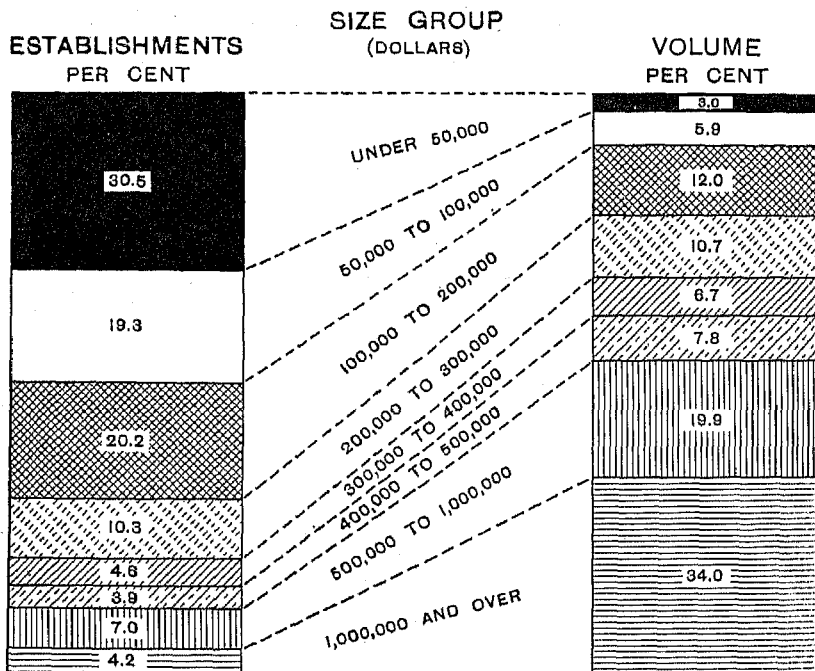 SIZE GROUP
(DOLLARS)
ESTABLISHMENTS
PER CENT
VOLUME
PER CENT
30.5
19.3
20.2
10.3
4.6
3.9
7.0
4.2
UNDER 50,000
50,000 TO 100,000
100,000 TO 200,000
200,000 TO 300,000
300,000 TO 400,000
400,000 TO 500,000
500,000 TO 1,000,000
1,000,000 AND OVER
3.0
5.9
12.0
10.7
6.7
7.8
19.9
34.0